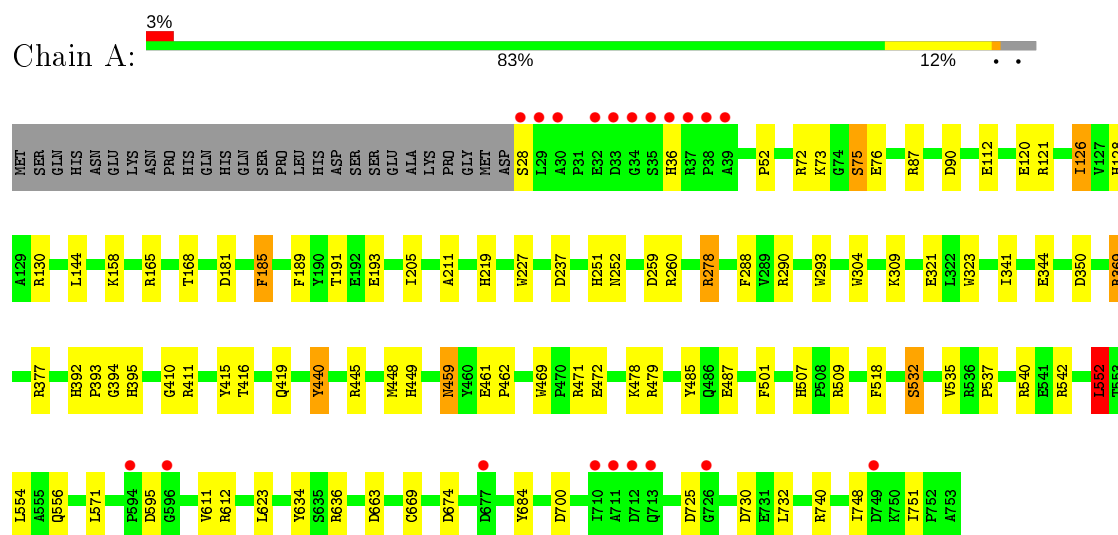 3%
Chain A:
83% 12% • •
MET SER GLN HIS ASN GLU LYS ASN PRO HIS GLN HIS GLN SER PRO LEU HIS ASP SER SER GLU ALA LYS PRO GLY MET ASP S28 L29 A30 P31 E32 D33 G34 S35 H36 R37 P38 A39 P52 R72 K73 G74 S75 E76 R87 D90 E112 E120 R121 I126 V127 H128
A129 R130 L144 K158 R165 T168 D181 F185 F189 Y190 T191 E192 E193 I205 A211 H219 W227 D237 H251 N252 D259 R260 R278 F288 V289 R290 W293 W304 K309 E321 L322 W323 I341 E344 D350 R360
R377 H392 P393 G394 H395 G410 R411 Y415 T416 Q419 Y440 R445 M448 H449 N459 Y460 E461 P462 W469 P470 R471 E472 K478 R479 Y485 Q486 E487 F501 H507 P508 R509 F518 S532 V535 R536 P537 R540 E541 R542 L552 T553
L554 A555 Q556 L571 P594 D595 G596 V611 R612 L623 Y634 S635 R636 D663 C669 D674 D677 Y684 D700 I710 A711 D712 Q713 D725 G726 D730 E731 L732 R740 I748 D749 K750 I751 P752 A753